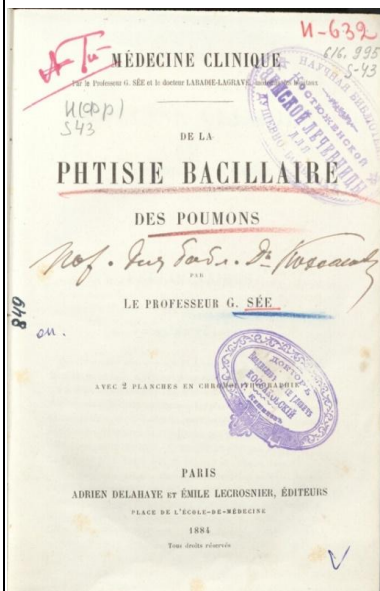 И-632
616.995
S-43
MÉDECINE CLINIQUE
Par le Professeur G. SÉE et le docteur LABADIE-LAGRAVE,
НАУЧНАЯ
И(фр)
S43
DE LA
PHTISIE BACILLAIRE
DES POUMONS
PAR
LE PROFESSEUR G. SÉE
849
AVEC 2 PLANCHES EN CHROMOLITHOGRAPHIE
ДОКТОРЪ
PARIS
ADRIEN DELAHAYE ET ÉMILE LECROSNIER, ÉDITEURS
PLACE DE L'ÉCOLE-DE-MÉDECINE
1884
Tous droits réservés